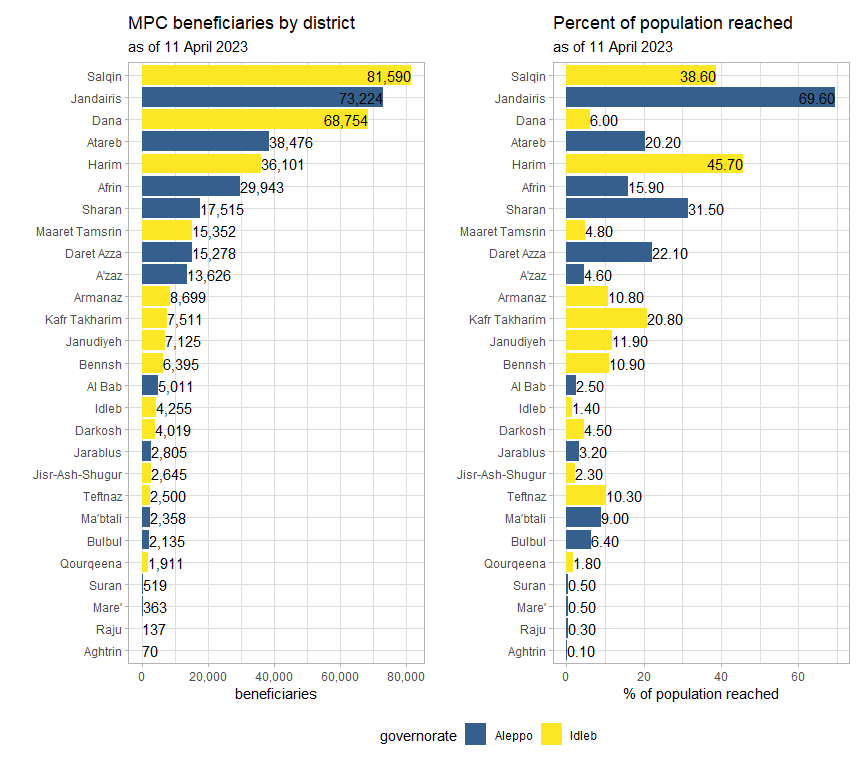 MPC beneficiaries by district
as of 11 April 2023
Salqin 81,590
Jandairis 73,224
Dana 68,754
Atareb 38,476
Harim 36,101
Afrin 29,943
Sharan 17,515
Maaret Tamsrin 15,352
Daret Azza 15,278
A'zaz 13,626
Armanaz 8,699
Kafr Takharim 7,511
Janudiyeh 7,125
Bennsh 6,395
Al Bab 5,011
Idleb 4,255
Darkosh 4,019
Jarablus 2,805
Jisr-Ash-Shugur 2,645
Teftnaz 2,500
Ma'btali 2,358
Bulbul 2,135
Qourqeena 1,911
Suran 519
Mare' 363
Raju 137
Aghtrin 70
0 20,000 40,000 60,000 80,000
beneficiaries
Percent of population reached
as of 11 April 2023
Salqin 38.60
Jandairis 69.60
Dana 6.00
Atareb 20.20
Harim 45.70
Afrin 15.90
Sharan 31.50
Maaret Tamsrin 4.80
Daret Azza 22.10
A'zaz 4.60
Armanaz 10.80
Kafr Takharim 20.80
Janudiyeh 11.90
Bennsh 10.90
Al Bab 2.50
Idleb 1.40
Darkosh 4.50
Jarablus 3.20
Jisr-Ash-Shugur 2.30
Teftnaz 10.30
Ma'btali 9.00
Bulbul 6.40
Qourqeena 1.80
Suran 0.50
Mare' 0.50
Raju 0.30
Aghtrin 0.10
0 20 40 60
% of population reached
governorate Aleppo Idleb